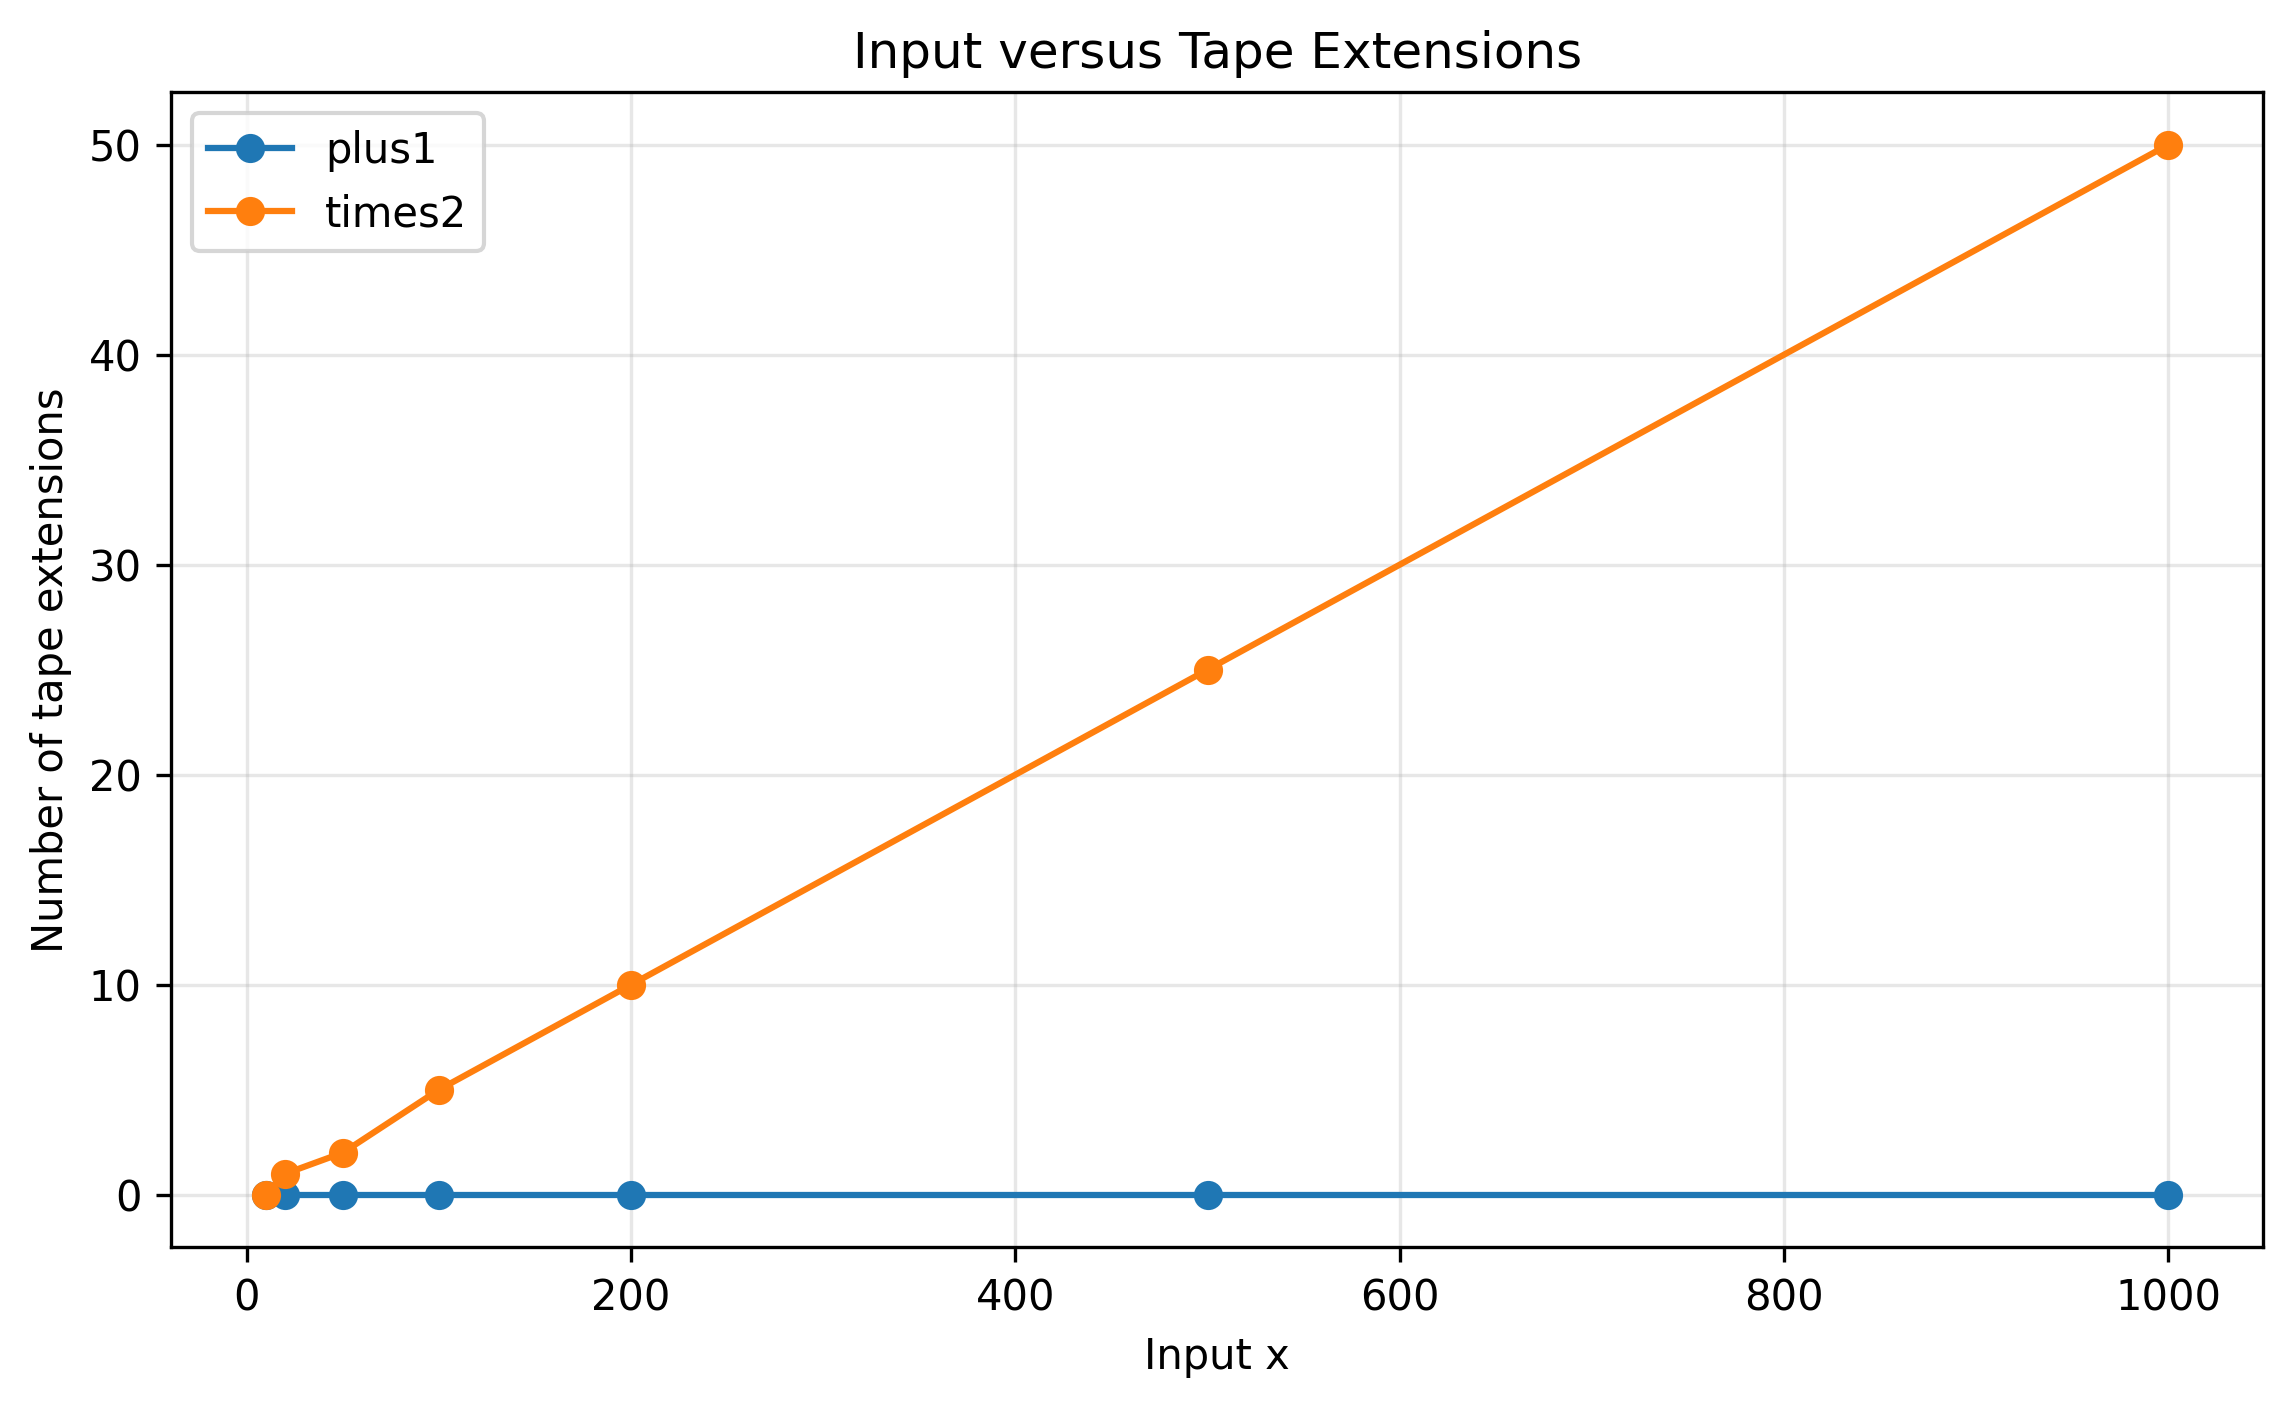 Input versus Tape Extensions
plus1
times2
50
40
30
20
10
0
Number of tape extensions
0 200 400 600 800 1000
Input x